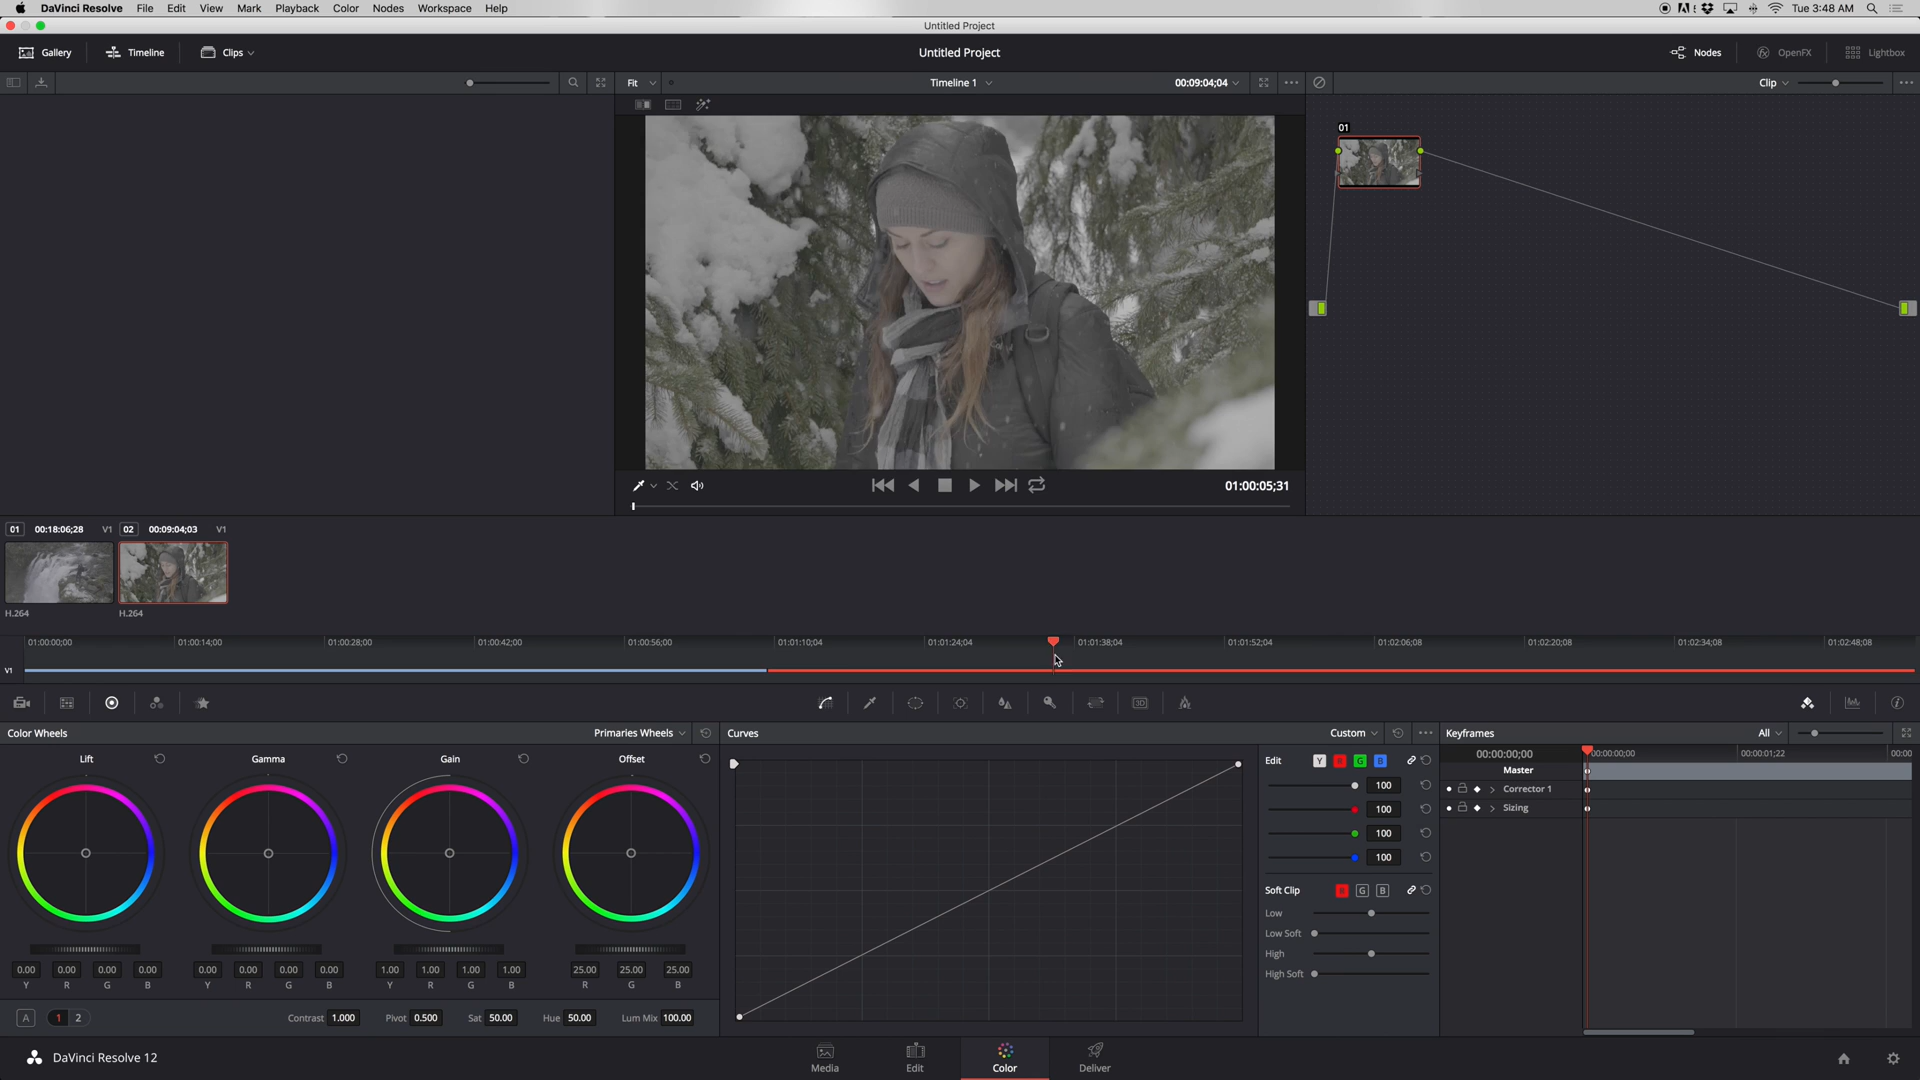 DaVinci Resolve File Edit View Mark Playback Color Nodes Workspace Help Tue 3:48 AM
Untitled Project
Gallery Timeline Clips Untitled Project Nodes OpenFX Lightbox
Fit Timeline 1 00:09:04;04 Clip
01
01:00:05;31
01 00:18:06;28 V1 02 00:09:04;03 V1
H.264 H.264
01:00:00;00 01:00:14;00 01:00:28;00 01:00:42;00 01:00:56;00 01:01:10;04 01:01:24;04 01:01:38;04 01:01:52;04 01:02:06;08 01:02:20;08 01:02:34;08 01:02:48;08
V1
Color Wheels Primaries Wheels Curves Custom Keyframes All
Lift Gamma Gain Offset Edit Y R G B 00:00:00;00 00:00:00;00 00:00:01;22 00:00
Master
100 Corrector 1
100 Sizing
100
100
Soft Clip R G B
Low
Low Soft
High
0.00 0.00 0.00 0.00 0.00 0.00 0.00 0.00 1.00 1.00 1.00 1.00 25.00 25.00 25.00 High Soft
Y R G B Y R G B Y R G B R G B
A 1 2 Contrast 1.000 Pivot 0.500 Sat 50.00 Hue 50.00 Lum Mix 100.00
DaVinci Resolve 12 Media Edit Color Deliver